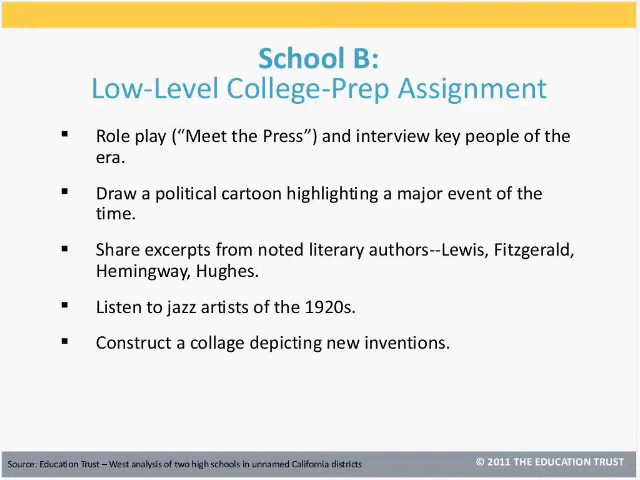 School B:
Low-Level College-Prep Assignment
▪ Role play (“Meet the Press”) and interview key people of the
era.
▪ Draw a political cartoon highlighting a major event of the
time.
▪ Share excerpts from noted literary authors--Lewis, Fitzgerald,
Hemingway, Hughes.
▪ Listen to jazz artists of the 1920s.
▪ Construct a collage depicting new inventions.
Source: Education Trust – West analysis of two high schools in unnamed California districts
© 2011 THE EDUCATION TRUST